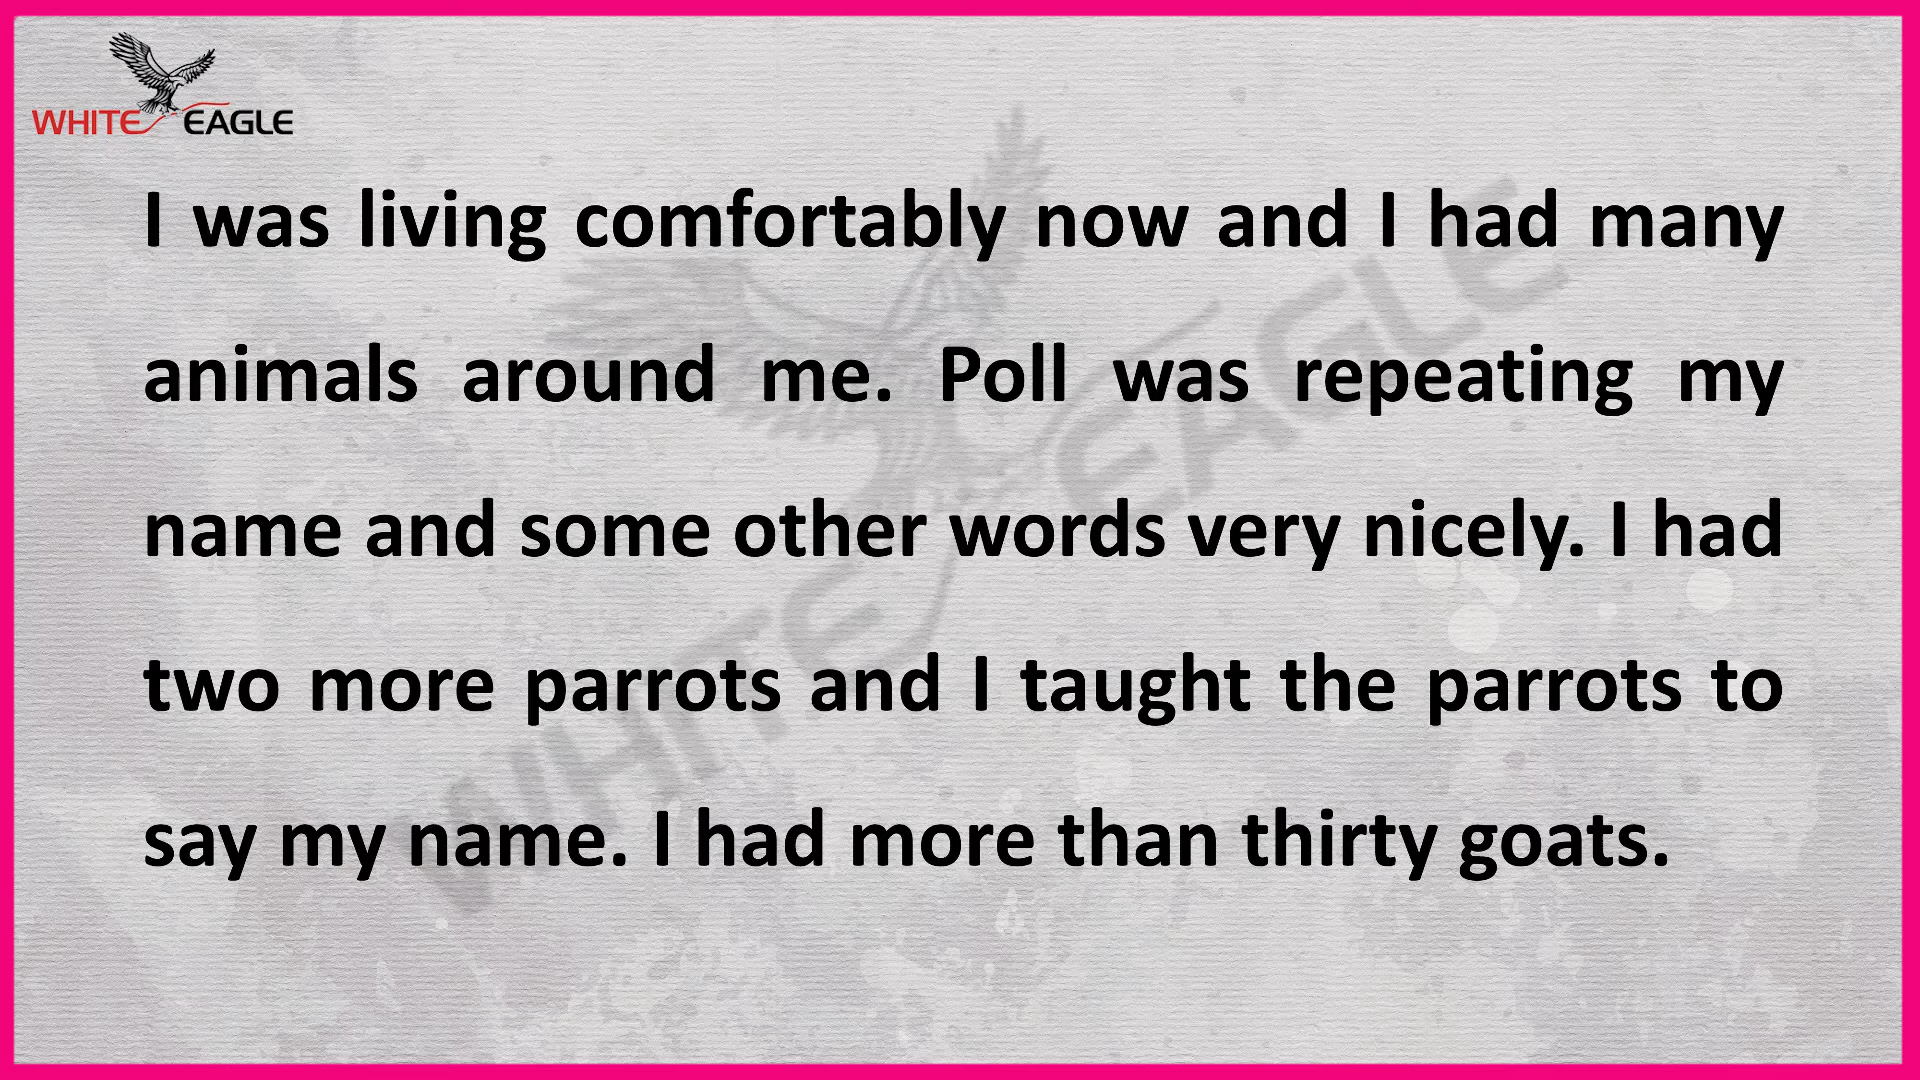 WHITE EAGLE
I was living comfortably now and I had many
animals around me. Poll was repeating my
name and some other words very nicely. I had
two more parrots and I taught the parrots to
say my name. I had more than thirty goats.
WHITE EAGLE